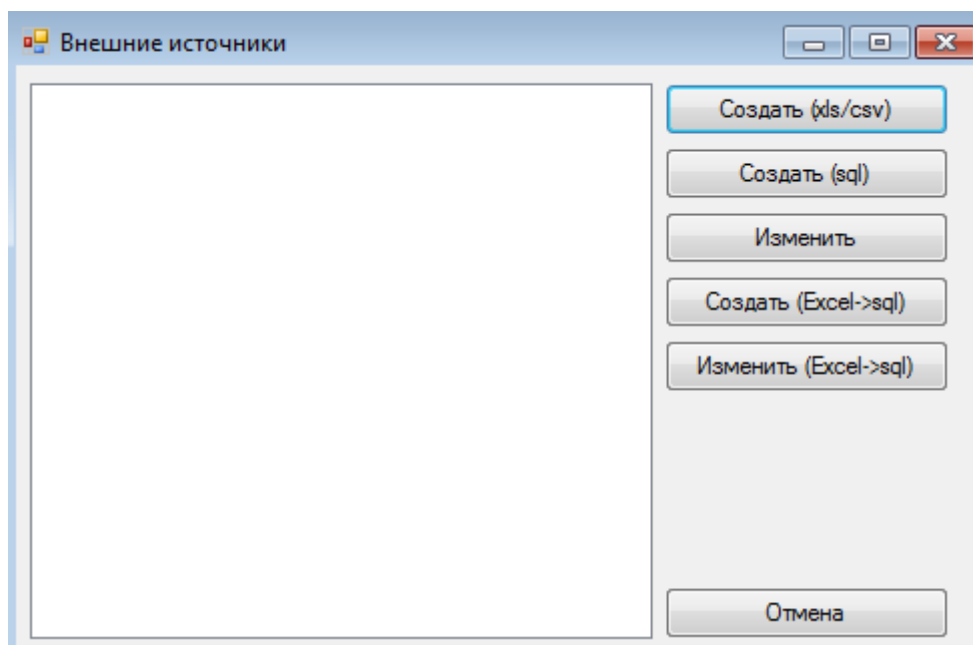 Внешние источники
Создать (xls/csv)
Создать (sql)
Изменить
Создать (Excel->sql)
Изменить (Excel->sql)
Отмена